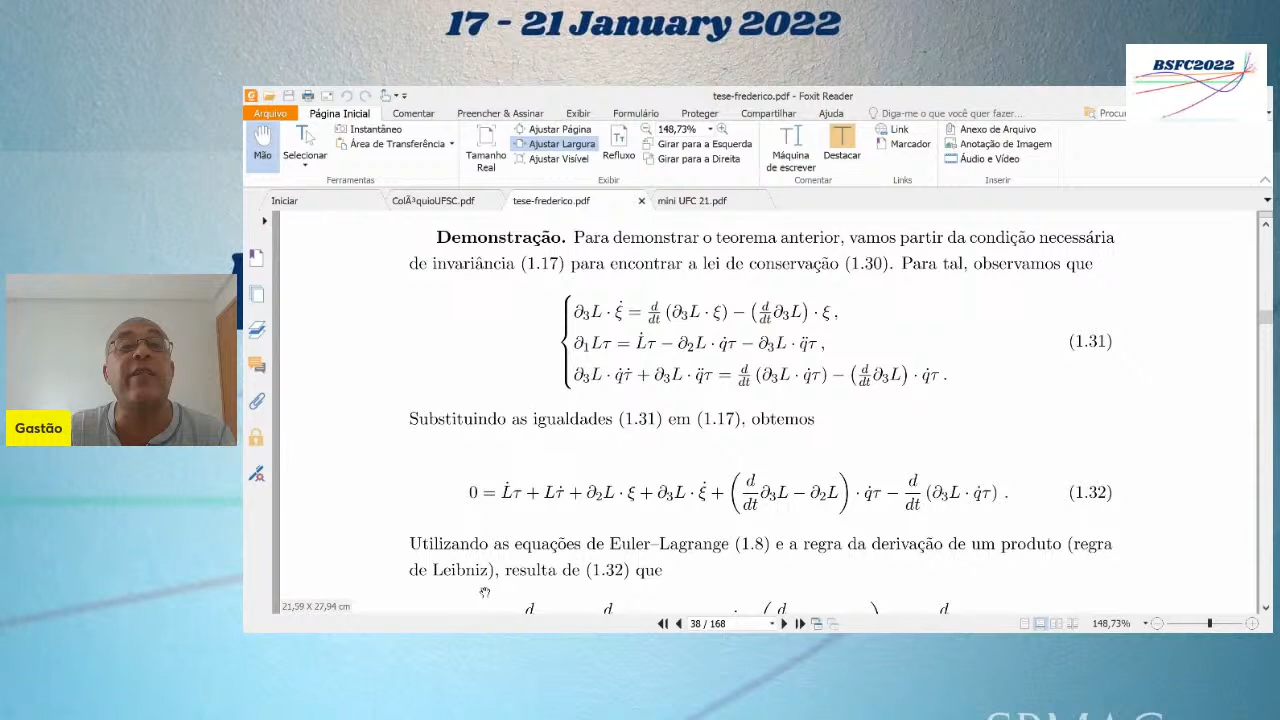 17 - 21 January 2022
BSFC2022
tese-frederico.pdf - Foxit Reader
Arquivo Página Inicial Comentar Preencher & Assinar Exibir Formulário Proteger Compartilhar Ajuda Diga-me o que você quer fazer... Procur
Mão
Selecionar
Instantâneo
Área de Transferência
Ferramentas
Tamanho
Real
Ajustar Página
Ajustar Largura
Ajustar Visível
Refluxo
148,73%
Girar para a Esquerda
Girar para a Direita
Exibir
Máquina
de escrever
Destacar
Comentar
Link
Marcador
Links
Anexo de Arquivo
Anotação de Imagem
Áudio e Vídeo
Inserir
Iniciar ColÃ³quioUFSC.pdf tese-frederico.pdf mini UFC 21.pdf
Demonstração. Para demonstrar o teorema anterior, vamos partir da condição necessária
de invariância (1.17) para encontrar a lei de conservação (1.30). Para tal, observamos que
∂₃L · ξ̇ = d/dt (∂₃L · ξ) − (d/dt ∂₃L) · ξ ,
∂₁Lτ = L̇τ − ∂₂L · q̇τ − ∂₃L · q̈τ , (1.31)
∂₃L · q̇τ̇ + ∂₃L · q̈τ = d/dt (∂₃L · q̇τ) − (d/dt ∂₃L) · q̇τ .
Substituindo as igualdades (1.31) em (1.17), obtemos
0 = L̇τ + Lτ̇ + ∂₂L · ξ + ∂₃L · ξ̇ + (d/dt ∂₃L − ∂₂L) · q̇τ − d/dt (∂₃L · q̇τ) . (1.32)
Utilizando as equações de Euler–Lagrange (1.8) e a regra da derivação de um produto (regra
de Leibniz), resulta de (1.32) que
21,59 X 27,94 cm
38 / 168
148,73%
Gastão